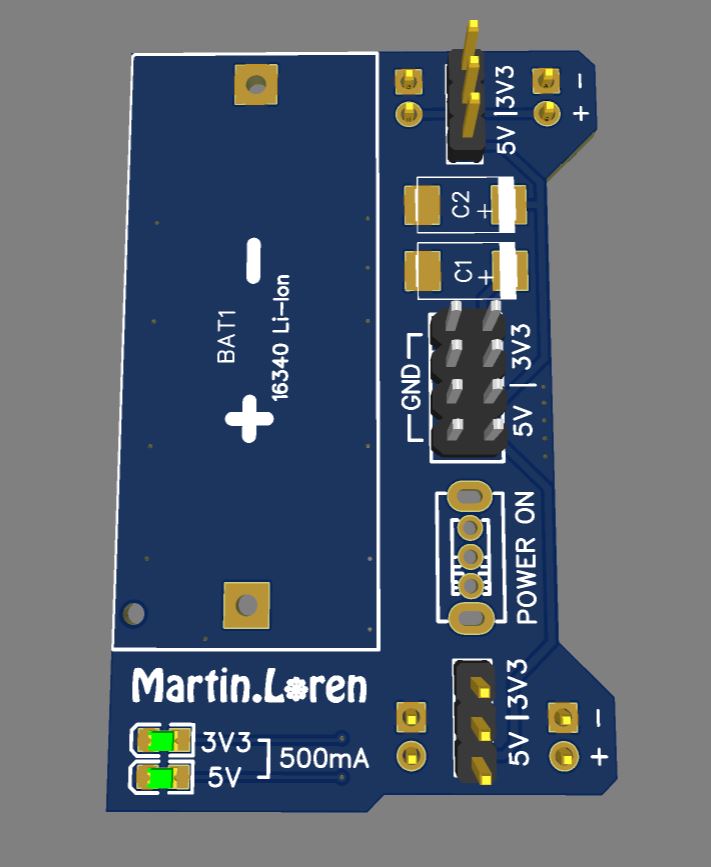 5V | 3V3
-
+
C2
+
C1
+
BAT1
16340 Li-Ion
-
+
GND
5V | 3V3
POWER ON
Martin.Loren
5V | 3V3
-
+
3V3
5V
500mA